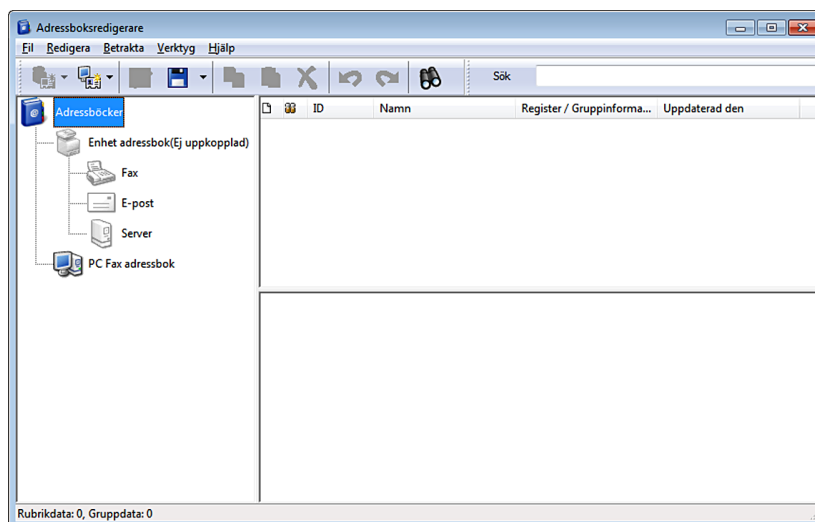 Adressboksredigerare
Fil Redigera Betrakta Verktyg Hjälp
Sök
Adressböcker
Enhet adressbok(Ej uppkopplad)
Fax
E-post
Server
PC Fax adressbok
ID Namn Register / Gruppinforma... Uppdaterad den
Rubrikdata: 0, Gruppdata: 0